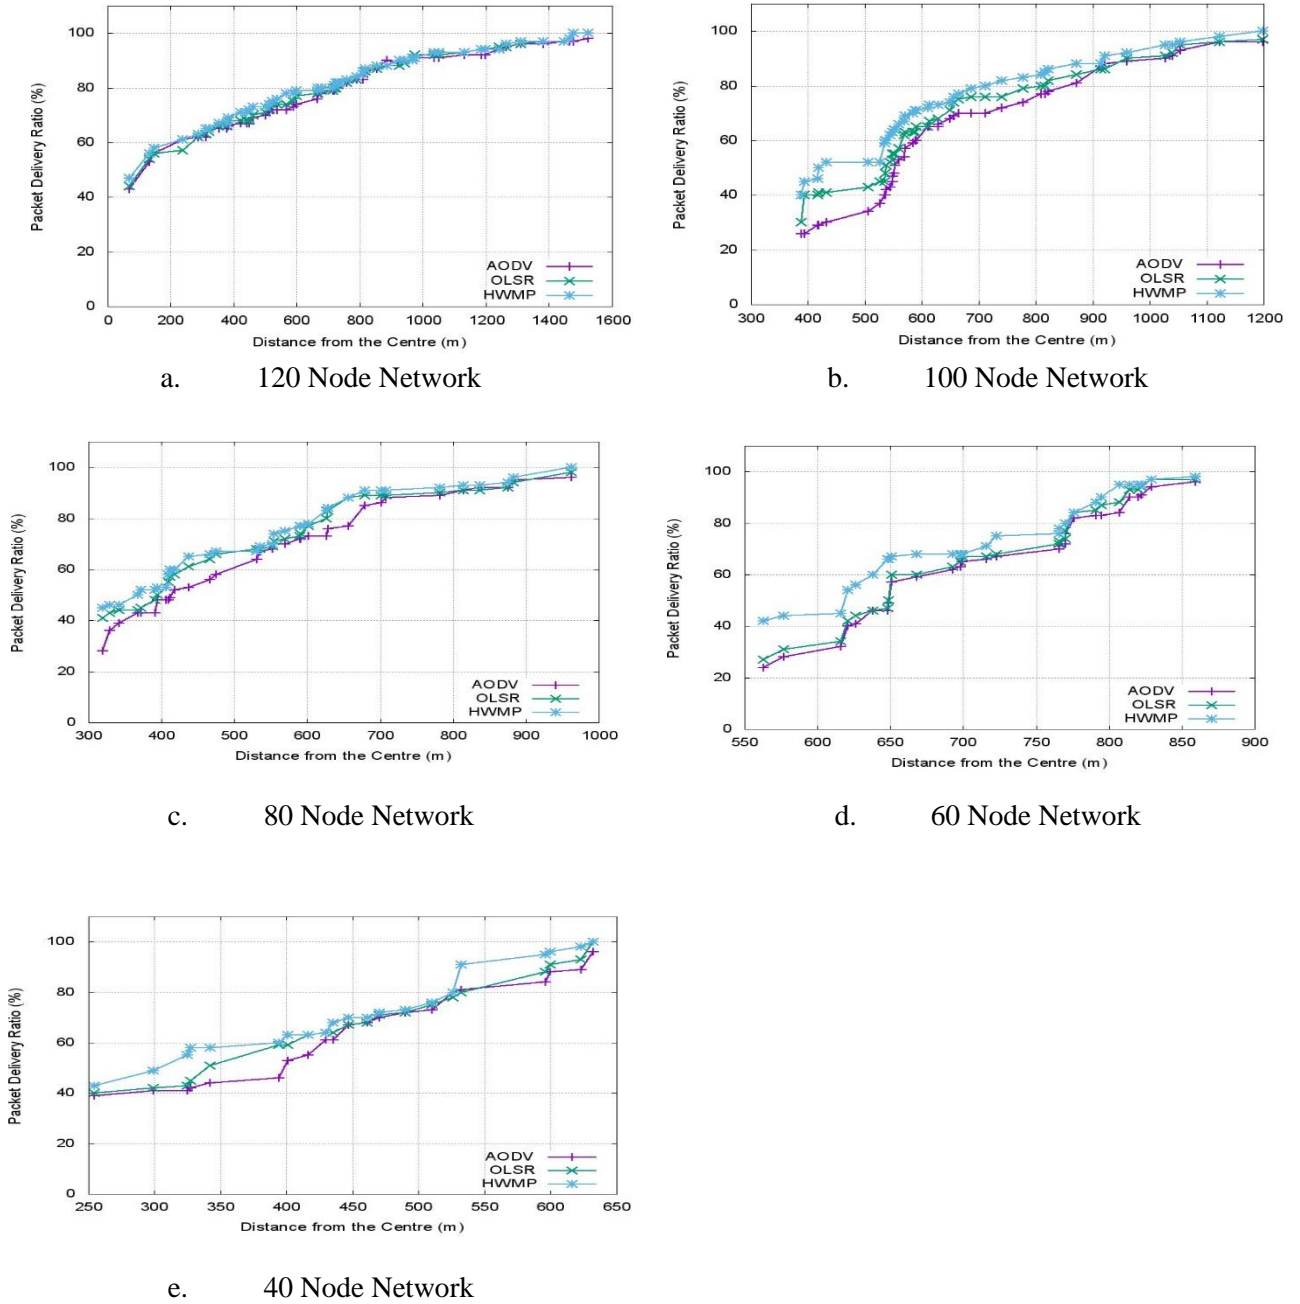 100
80
60
40
20
0
Packet Delivery Ratio (%)
AODV
OLSR
HWMP
0 200 400 600 800 1000 1200 1400 1600
Distance from the Centre (m)
a. 120 Node Network
100
80
60
40
20
0
Packet Delivery Ratio (%)
AODV
OLSR
HWMP
300 400 500 600 700 800 900 1000 1100 1200
Distance from the Centre (m)
b. 100 Node Network
100
80
60
40
20
0
Packet Delivery Ratio (%)
AODV
OLSR
HWMP
300 400 500 600 700 800 900 1000
Distance from the Centre (m)
c. 80 Node Network
100
80
60
40
20
0
Packet Delivery Ratio (%)
AODV
OLSR
HWMP
550 600 650 700 750 800 850 900
Distance from the Centre (m)
d. 60 Node Network
100
80
60
40
20
0
Packet Delivery Ratio (%)
AODV
OLSR
HWMP
250 300 350 400 450 500 550 600 650
Distance from the Centre (m)
e. 40 Node Network